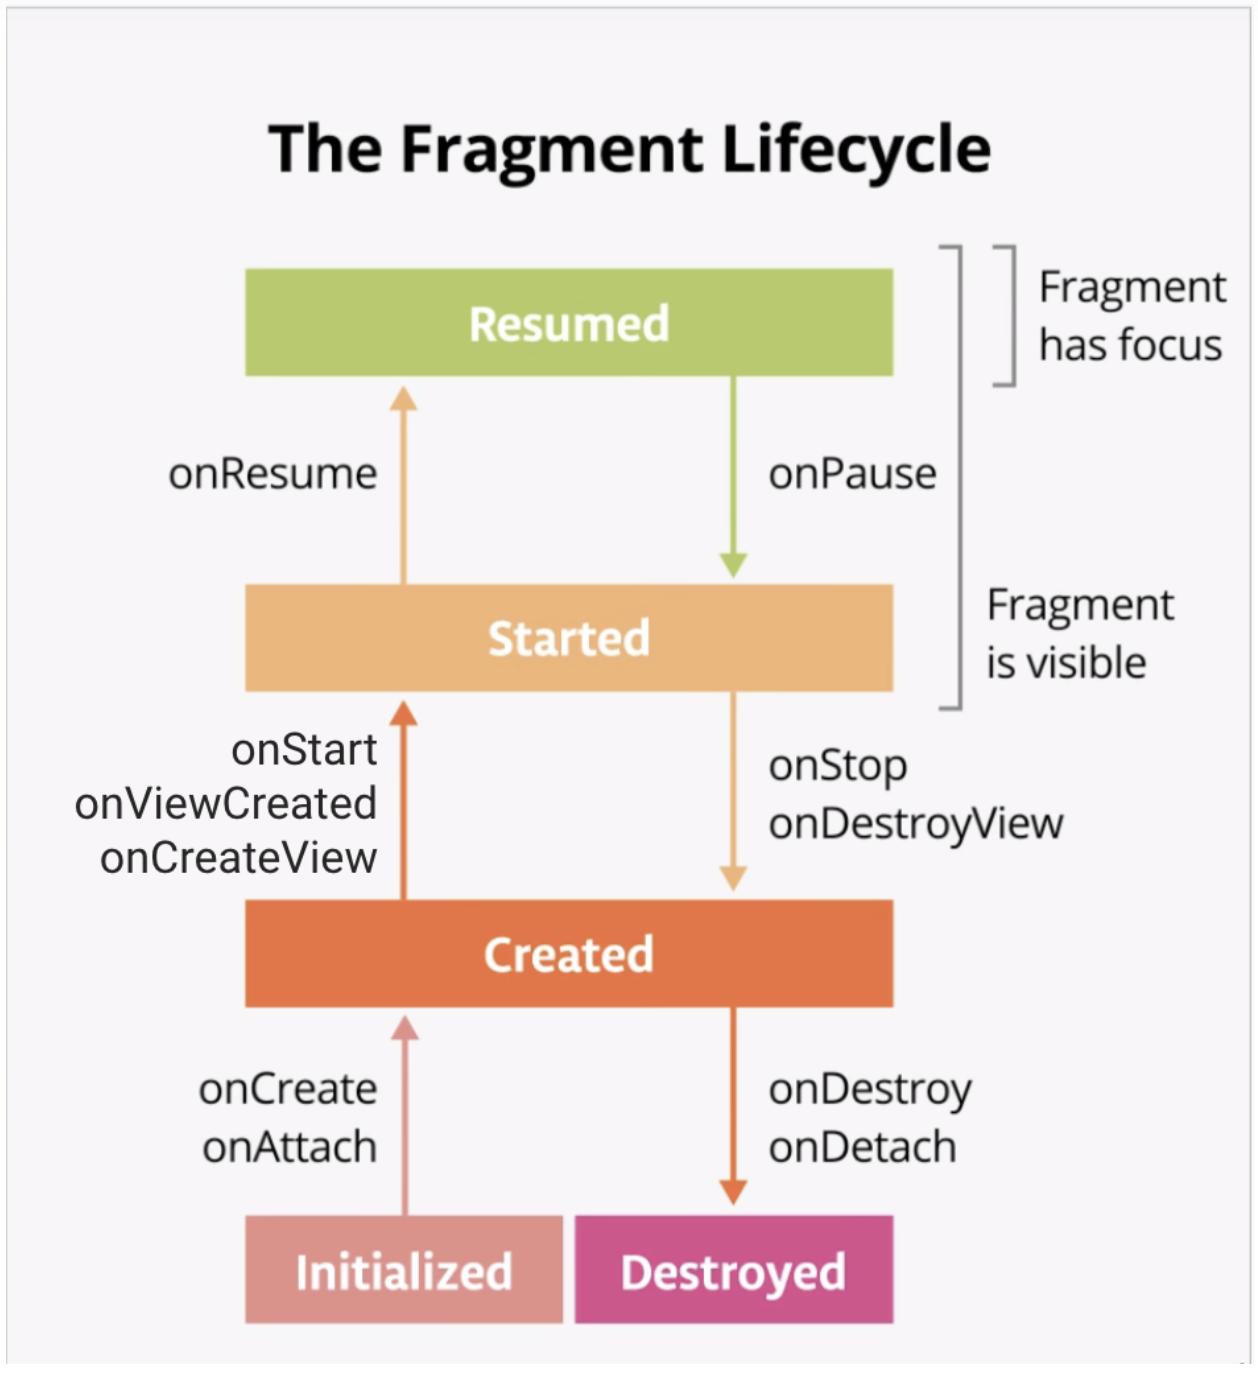 The Fragment Lifecycle
Resumed
Fragment
has focus
onResume
onPause
Started
Fragment
is visible
onStart
onViewCreated
onCreateView
onStop
onDestroyView
Created
onCreate
onAttach
onDestroy
onDetach
Initialized
Destroyed